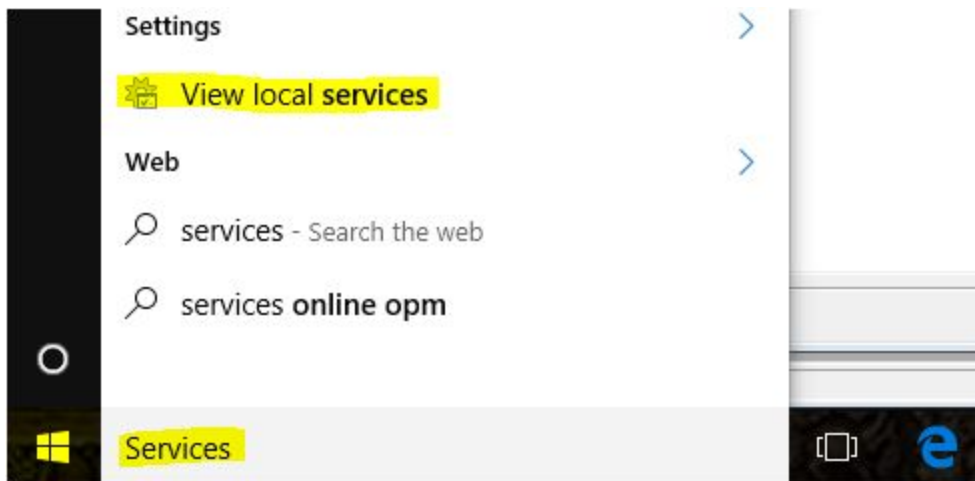 Settings
View local services
Web
services - Search the web
services online opm
Services